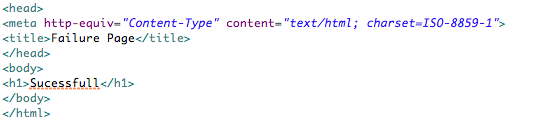 <head>
<meta http-equiv="Content-Type" content="text/html; charset=ISO-8859-1">
<title>Failure Page</title>
</head>
<body>
<h1>Sucessfull</h1>
</body>
</html>